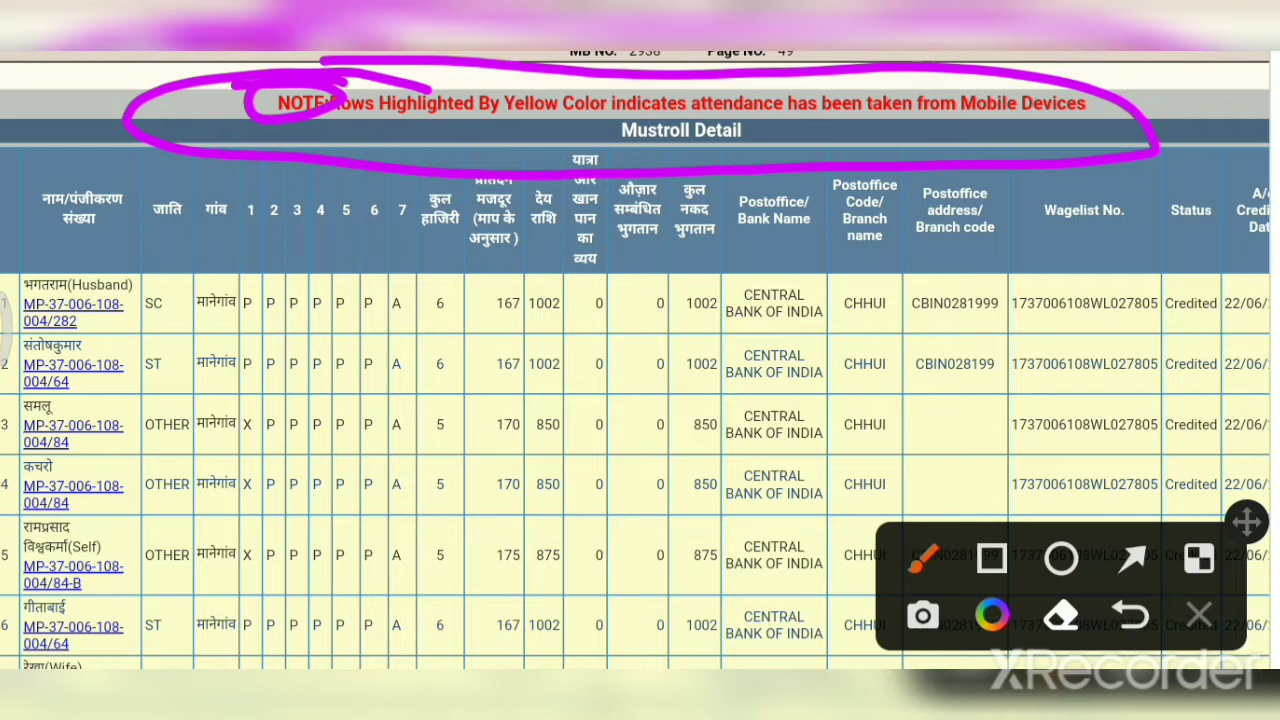 MB NO. 2938 Page NO. 49
NOTE:Rows Highlighted By Yellow Color indicates attendance has been taken from Mobile Devices
Mustroll Detail
नाम/पंजीकरण संख्या
जाति
गांव
1 2 3 4 5 6 7
कुल हाजिरी
प्रतिदिन मजदूर (माप के अनुसार )
देय राशि
यात्रा और खान पान का व्यय
औज़ार सम्बंधित भुगतान
कुल नकद भुगतान
Postoffice/ Bank Name
Postoffice Code/ Branch name
Postoffice address/ Branch code
Wagelist No.
Status
A/c Credi Dat
1 भगतराम(Husband) MP-37-006-108-004/282 SC मानेगांव P P P P P P A 6 167 1002 0 0 1002 CENTRAL BANK OF INDIA CHHUI CBIN0281999 1737006108WL027805 Credited 22/06/
2 संतोषकुमार MP-37-006-108-004/64 ST मानेगांव P P P P P P A 6 167 1002 0 0 1002 CENTRAL BANK OF INDIA CHHUI CBIN028199 1737006108WL027805 Credited 22/06/
3 समलू MP-37-006-108-004/84 OTHER मानेगांव X P P P P P A 5 170 850 0 0 850 CENTRAL BANK OF INDIA CHHUI 1737006108WL027805 Credited 22/06/
4 कचरो MP-37-006-108-004/84 OTHER मानेगांव X P P P P P A 5 170 850 0 0 850 CENTRAL BANK OF INDIA CHHUI 1737006108WL027805 Credited 22/06/
5 रामप्रसाद विश्वकर्मा(Self) MP-37-006-108-004/84-B OTHER मानेगांव X P P P P P A 5 175 875 0 0 875 CENTRAL BANK OF INDIA CHHUI
6 गीताबाई MP-37-006-108-004/64 ST मानेगांव P P P P P P A 6 167 1002 0 0 1002 CENTRAL BANK OF INDIA CHHUI
रेखा(Wife)
XRecorder